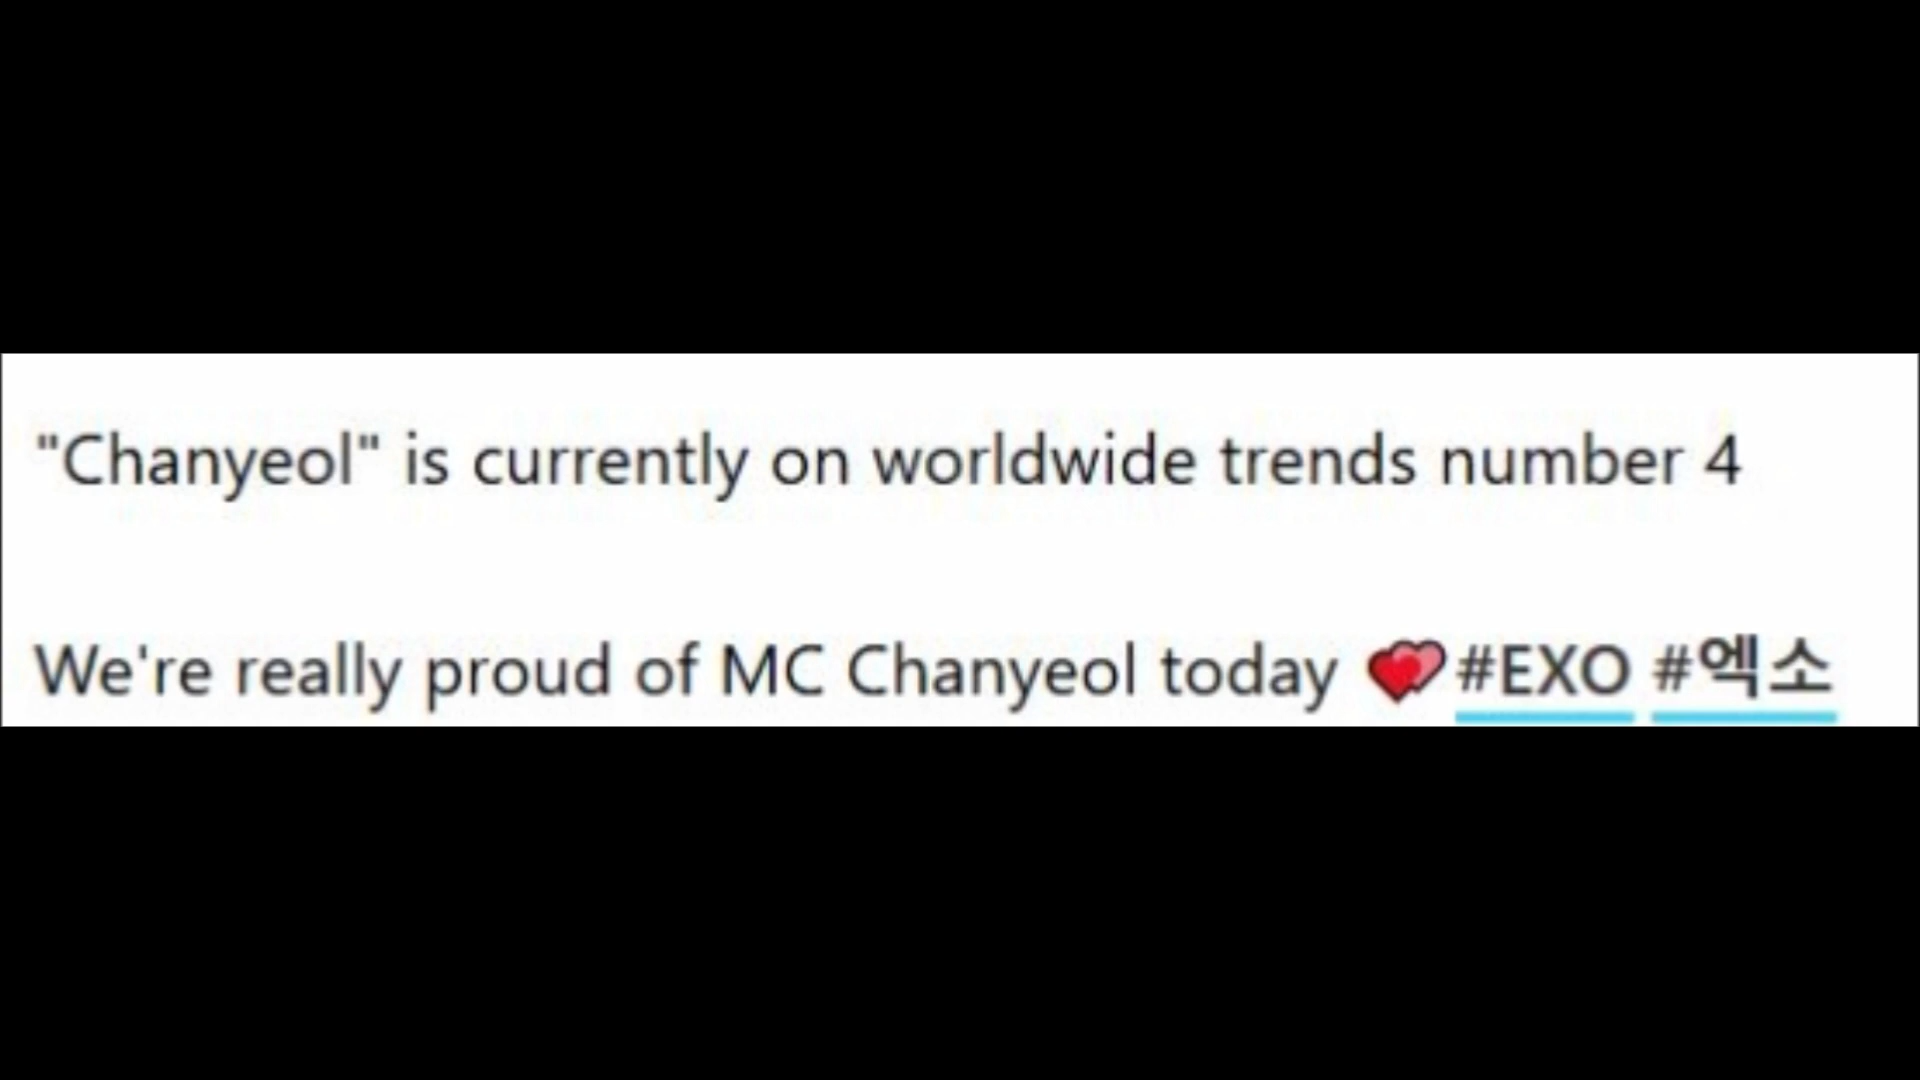 "Chanyeol" is currently on worldwide trends number 4
We're really proud of MC Chanyeol today 💕#EXO #엑소